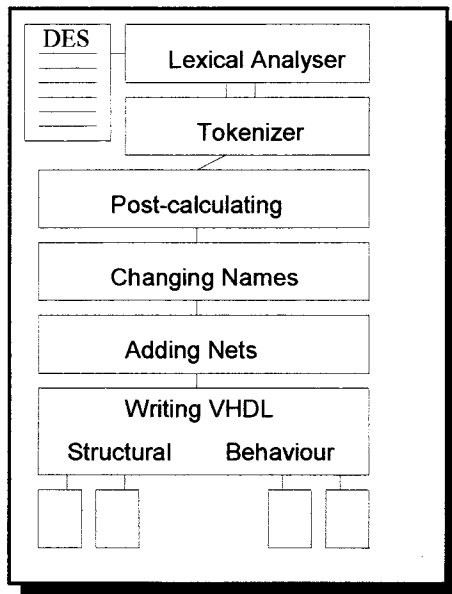 DES
Lexical Analyser
Tokenizer
Post-calculating
Changing Names
Adding Nets
Writing VHDL
Structural Behaviour